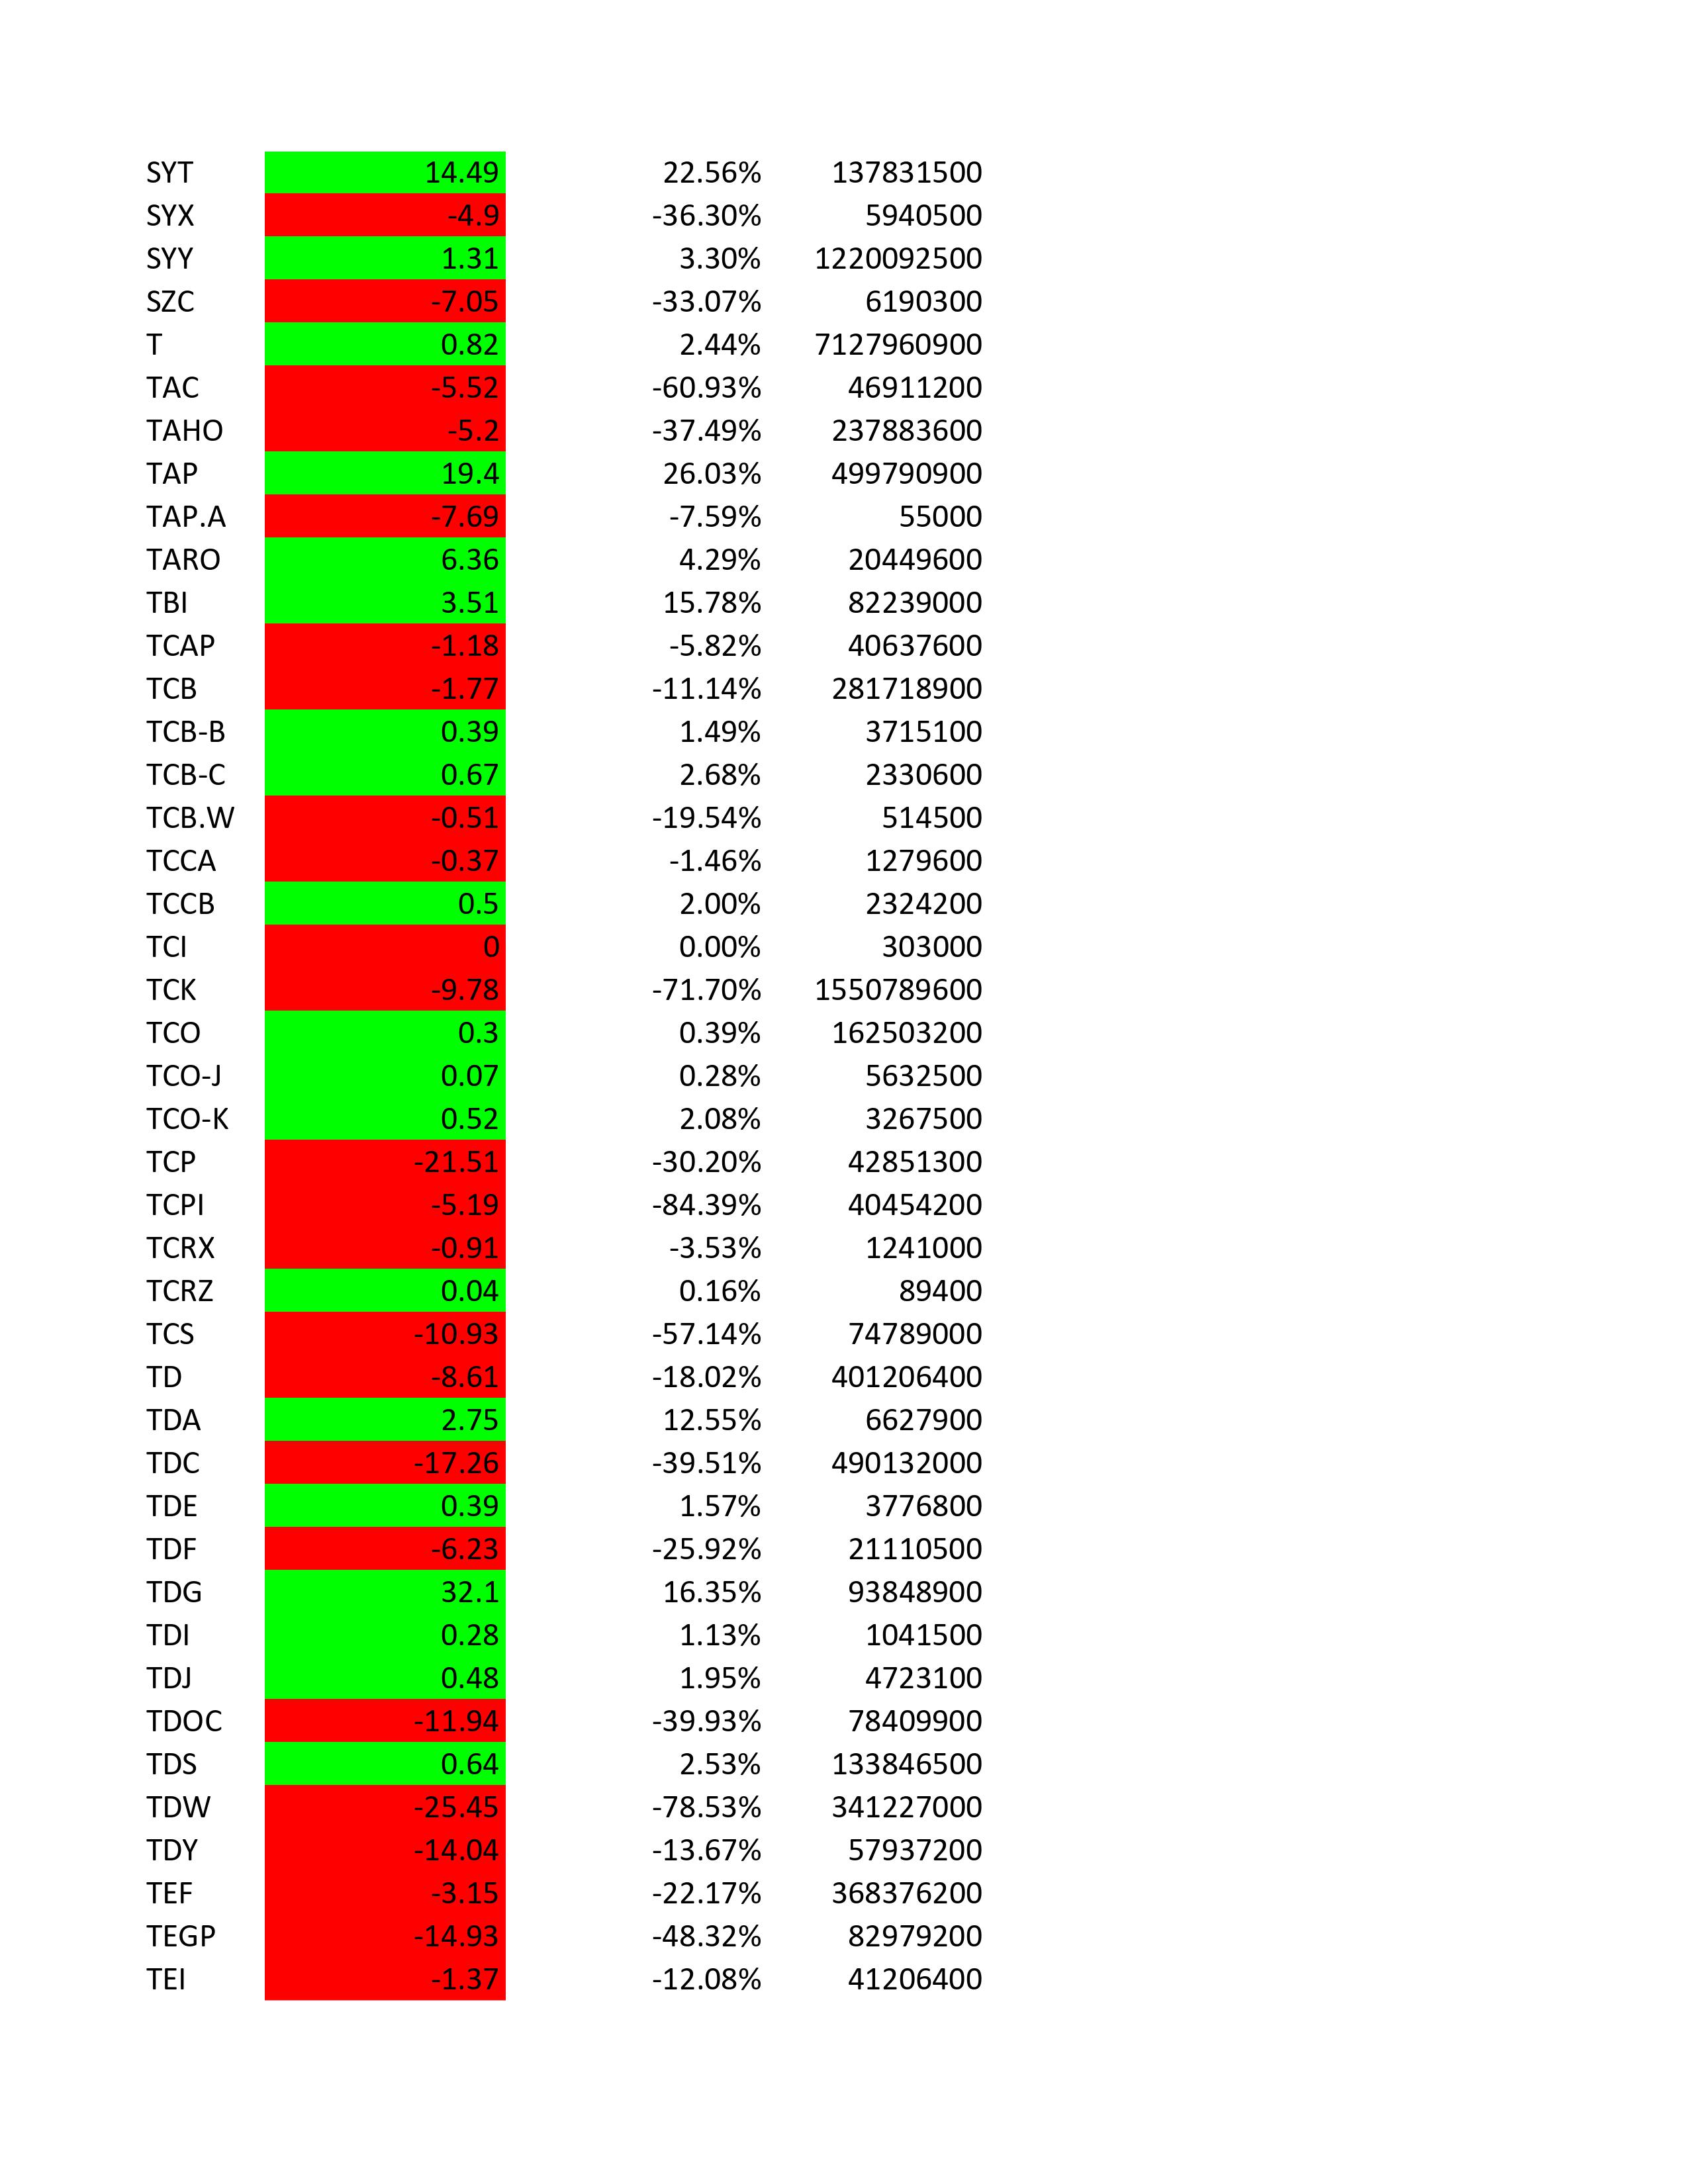 SYT 14.49 22.56% 137831500
SYX -4.9 -36.30% 5940500
SYY 1.31 3.30% 1220092500
SZC -7.05 -33.07% 6190300
T 0.82 2.44% 7127960900
TAC -5.52 -60.93% 46911200
TAHO -5.2 -37.49% 237883600
TAP 19.4 26.03% 499790900
TAP.A -7.69 -7.59% 55000
TARO 6.36 4.29% 20449600
TBI 3.51 15.78% 82239000
TCAP -1.18 -5.82% 40637600
TCB -1.77 -11.14% 281718900
TCB-B 0.39 1.49% 3715100
TCB-C 0.67 2.68% 2330600
TCB.W -0.51 -19.54% 514500
TCCA -0.37 -1.46% 1279600
TCCB 0.5 2.00% 2324200
TCI 0 0.00% 303000
TCK -9.78 -71.70% 1550789600
TCO 0.3 0.39% 162503200
TCO-J 0.07 0.28% 5632500
TCO-K 0.52 2.08% 3267500
TCP -21.51 -30.20% 42851300
TCPI -5.19 -84.39% 40454200
TCRX -0.91 -3.53% 1241000
TCRZ 0.04 0.16% 89400
TCS -10.93 -57.14% 74789000
TD -8.61 -18.02% 401206400
TDA 2.75 12.55% 6627900
TDC -17.26 -39.51% 490132000
TDE 0.39 1.57% 3776800
TDF -6.23 -25.92% 21110500
TDG 32.1 16.35% 93848900
TDI 0.28 1.13% 1041500
TDJ 0.48 1.95% 4723100
TDOC -11.94 -39.93% 78409900
TDS 0.64 2.53% 133846500
TDW -25.45 -78.53% 341227000
TDY -14.04 -13.67% 57937200
TEF -3.15 -22.17% 368376200
TEGP -14.93 -48.32% 82979200
TEI -1.37 -12.08% 41206400